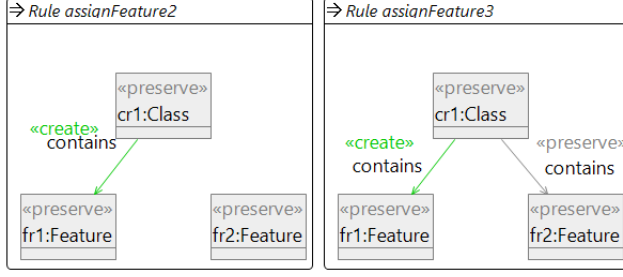 ⇒ Rule assignFeature2
«preserve»
cr1:Class
«create»
contains
«preserve»
fr1:Feature
«preserve»
fr2:Feature
⇒ Rule assignFeature3
«preserve»
cr1:Class
«create»
contains
«preserve»
contains
«preserve»
fr1:Feature
«preserve»
fr2:Feature